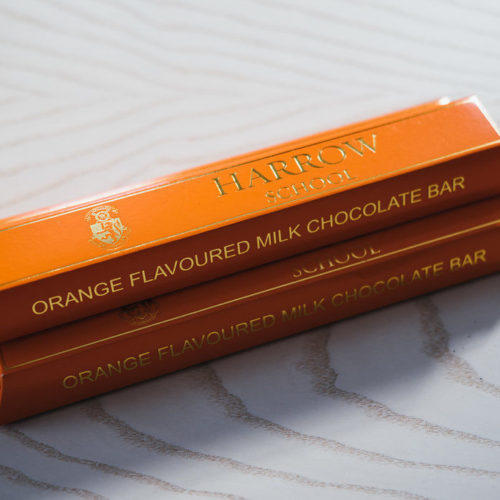 HARROW
SCHOOL
ORANGE FLAVOURED MILK CHOCOLATE BAR
SCHOOL
ORANGE FLAVOURED MILK CHOCOLATE BAR